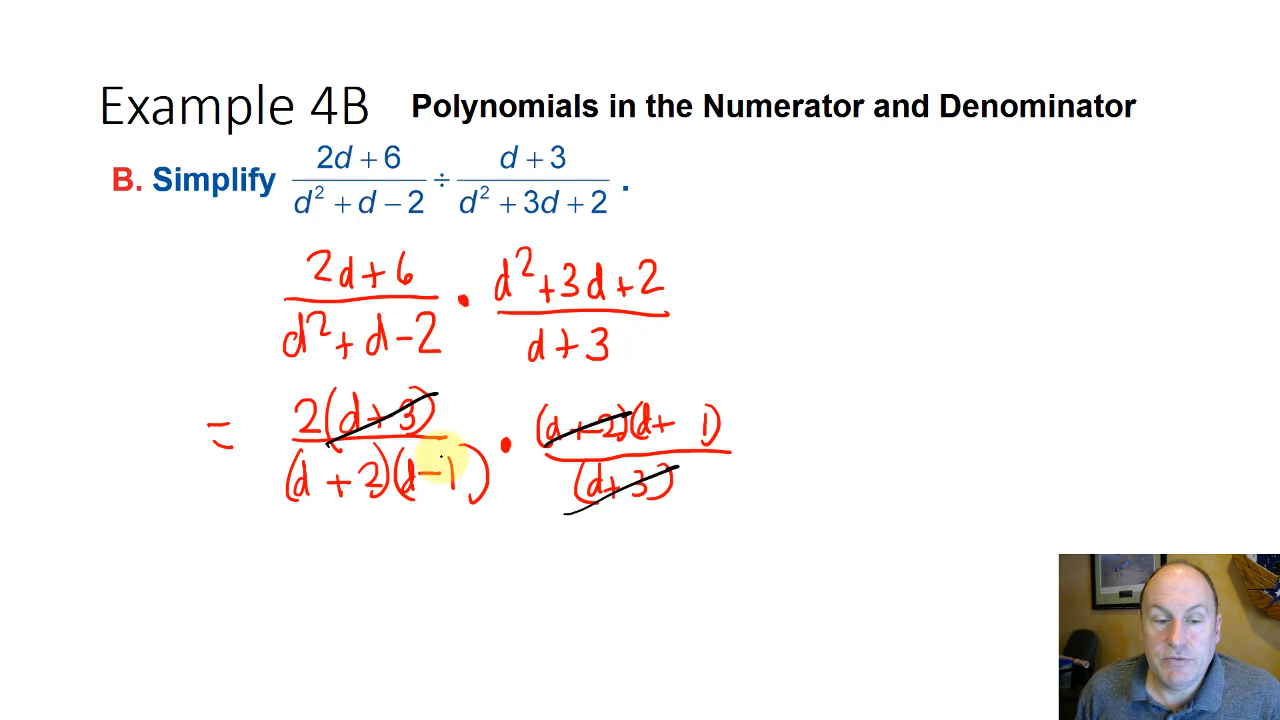 Example 4B Polynomials in the Numerator and Denominator
B. Simplify (2d + 6)/(d² + d − 2) ÷ (d + 3)/(d² + 3d + 2) .
(2d+6)/(d²+d−2) • (d²+3d+2)/(d+3)
= 2(d+3)/(d+2)(d−1) • (d+2)(d+1)/(d+3)